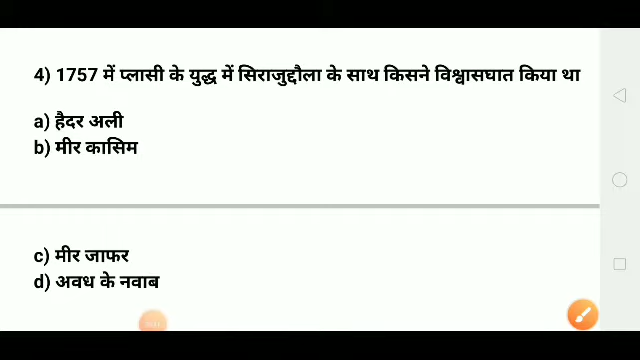 4) 1757 में प्लासी के युद्ध में सिराजुद्दौला के साथ किसने विश्वासघात किया था
a) हैदर अली
b) मीर कासिम
c) मीर जाफर
d) अवध के नवाब